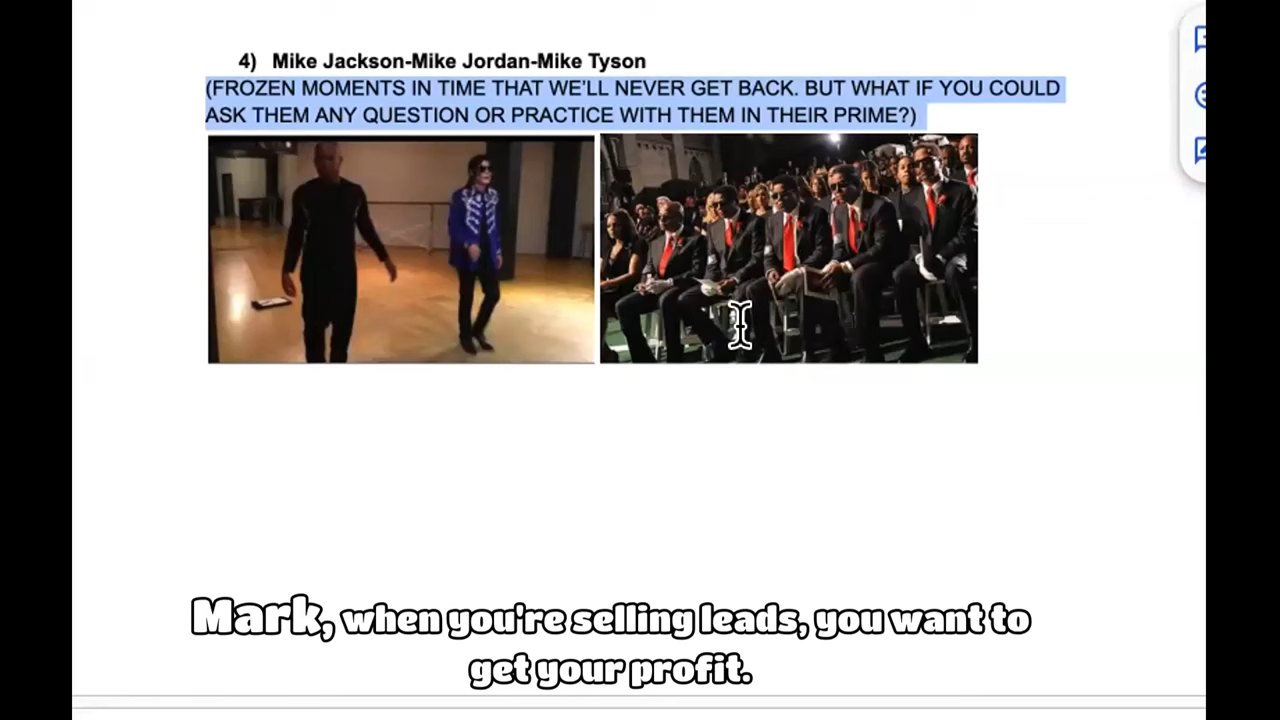 4) Mike Jackson-Mike Jordan-Mike Tyson
(FROZEN MOMENTS IN TIME THAT WE'LL NEVER GET BACK. BUT WHAT IF YOU COULD
ASK THEM ANY QUESTION OR PRACTICE WITH THEM IN THEIR PRIME?)
Mark, when you're selling leads, you want to
get your profit.